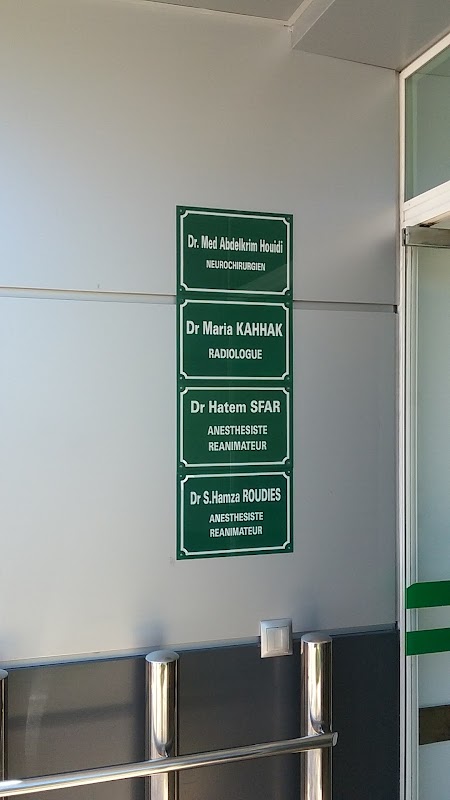 Dr. Med Abdelkrim Houidi
NEUROCHIRURGIEN
Dr Maria KAHHAK
RADIOLOGUE
Dr Hatem SFAR
ANESTHESISTE
REANIMATEUR
Dr S.Hamza ROUDIES
ANESTHESISTE
REANIMATEUR